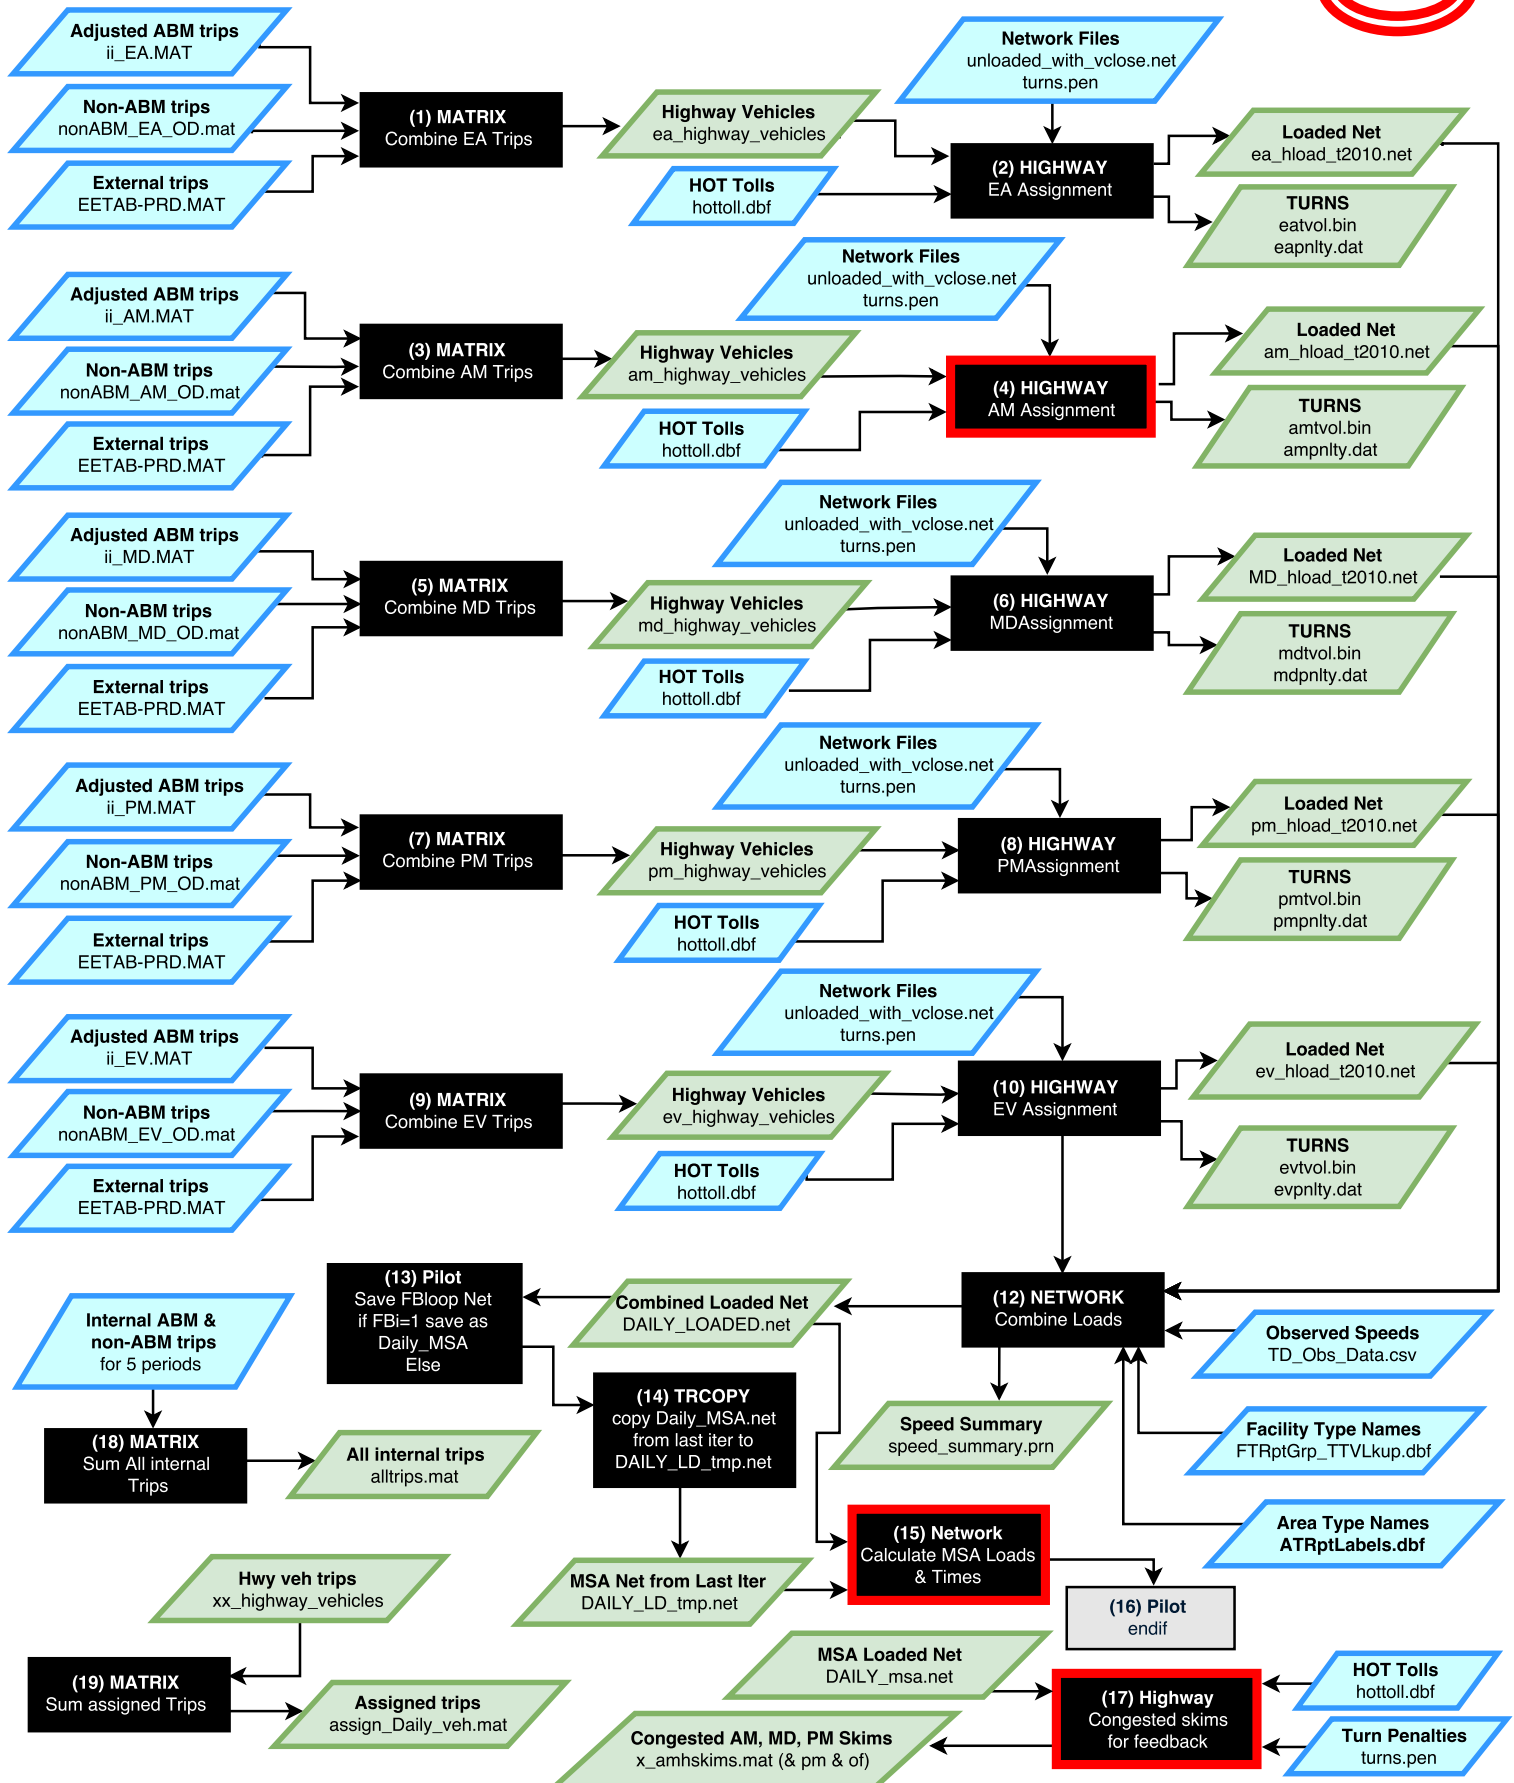 Adjusted ABM trips
ii_EA.MAT
Non-ABM trips
nonABM_EA_OD.mat
External trips
EETAB-PRD.MAT
(1) MATRIX
Combine EA Trips
Highway Vehicles
ea_highway_vehicles
HOT Tolls
hottoll.dbf
Network Files
unloaded_with_vclose.net
turns.pen
(2) HIGHWAY
EA Assignment
Loaded Net
ea_hload_t2010.net
TURNS
eatvol.bin
eapnlty.dat
Adjusted ABM trips
ii_AM.MAT
Non-ABM trips
nonABM_AM_OD.mat
External trips
EETAB-PRD.MAT
(3) MATRIX
Combine AM Trips
Highway Vehicles
am_highway_vehicles
HOT Tolls
hottoll.dbf
Network Files
unloaded_with_vclose.net
turns.pen
(4) HIGHWAY
AM Assignment
Loaded Net
am_hload_t2010.net
TURNS
amtvol.bin
ampnlty.dat
Adjusted ABM trips
ii_MD.MAT
Non-ABM trips
nonABM_MD_OD.mat
External trips
EETAB-PRD.MAT
(5) MATRIX
Combine MD Trips
Highway Vehicles
md_highway_vehicles
HOT Tolls
hottoll.dbf
Network Files
unloaded_with_vclose.net
turns.pen
(6) HIGHWAY
MDAssignment
Loaded Net
MD_hload_t2010.net
TURNS
mdtvol.bin
mdpnlty.dat
Adjusted ABM trips
ii_PM.MAT
Non-ABM trips
nonABM_PM_OD.mat
External trips
EETAB-PRD.MAT
(7) MATRIX
Combine PM Trips
Highway Vehicles
pm_highway_vehicles
HOT Tolls
hottoll.dbf
Network Files
unloaded_with_vclose.net
turns.pen
(8) HIGHWAY
PMAssignment
Loaded Net
pm_hload_t2010.net
TURNS
pmtvol.bin
pmpnlty.dat
Adjusted ABM trips
ii_EV.MAT
Non-ABM trips
nonABM_EV_OD.mat
External trips
EETAB-PRD.MAT
(9) MATRIX
Combine EV Trips
Highway Vehicles
ev_highway_vehicles
HOT Tolls
hottoll.dbf
Network Files
unloaded_with_vclose.net
turns.pen
(10) HIGHWAY
EV Assignment
Loaded Net
ev_hload_t2010.net
TURNS
evtvol.bin
evpnlty.dat
(12) NETWORK
Combine Loads
Observed Speeds
TD_Obs_Data.csv
Facility Type Names
FTRptGrp_TTVLkup.dbf
Area Type Names
ATRptLabels.dbf
Speed Summary
speed_summary.prn
Combined Loaded Net
DAILY_LOADED.net
(13) Pilot
Save FBloop Net
if FBi=1 save as
Daily_MSA
Else
(14) TRCOPY
copy Daily_MSA.net
from last iter to
DAILY_LD_tmp.net
MSA Net from Last Iter
DAILY_LD_tmp.net
(15) Network
Calculate MSA Loads
& Times
(16) Pilot
endif
Internal ABM &
non-ABM trips
for 5 periods
(18) MATRIX
Sum All internal
Trips
All internal trips
alltrips.mat
Hwy veh trips
xx_highway_vehicles
(19) MATRIX
Sum assigned Trips
Assigned trips
assign_Daily_veh.mat
MSA Loaded Net
DAILY_msa.net
(17) Highway
Congested skims
for feedback
HOT Tolls
hottoll.dbf
Turn Penalties
turns.pen
Congested AM, MD, PM Skims
x_amhskims.mat (& pm & of)